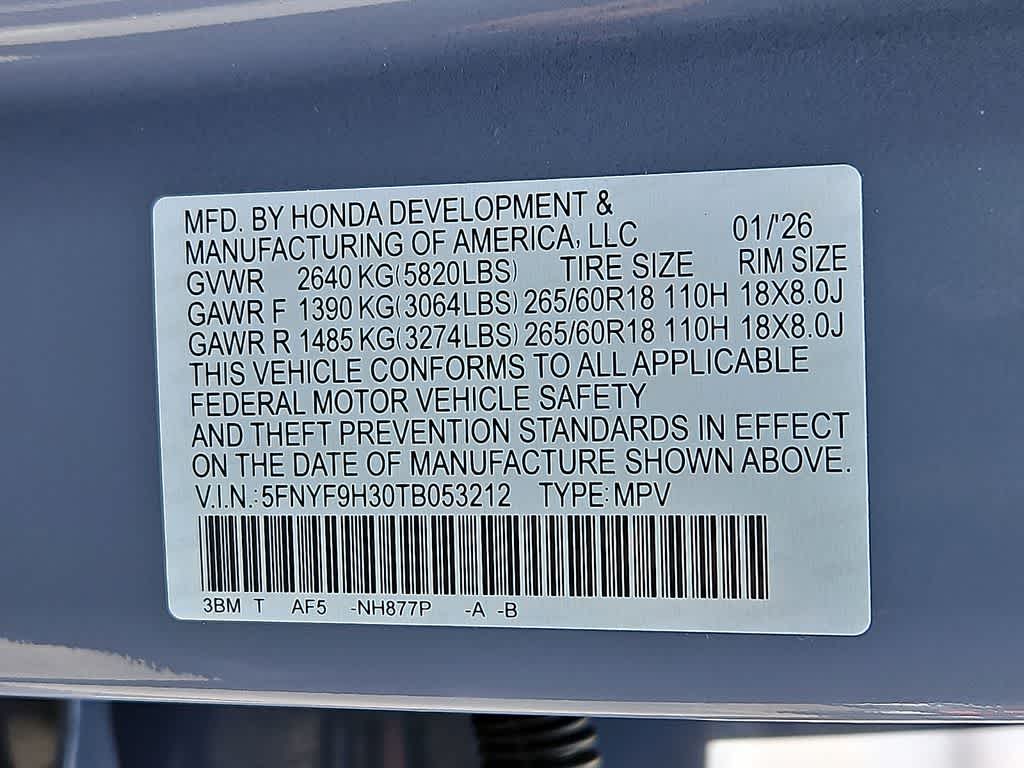 MFD. BY HONDA DEVELOPMENT &
MANUFACTURING OF AMERICA, LLC 01/'26
GVWR 2640 KG(5820LBS) TIRE SIZE RIM SIZE
GAWR F 1390 KG(3064LBS) 265/60R18 110H 18X8.0J
GAWR R 1485 KG(3274LBS) 265/60R18 110H 18X8.0J
THIS VEHICLE CONFORMS TO ALL APPLICABLE
FEDERAL MOTOR VEHICLE SAFETY
AND THEFT PREVENTION STANDARDS IN EFFECT
ON THE DATE OF MANUFACTURE SHOWN ABOVE.
V.I.N.: 5FNYF9H30TB053212 TYPE: MPV
3BM T AF5 -NH877P -A -B